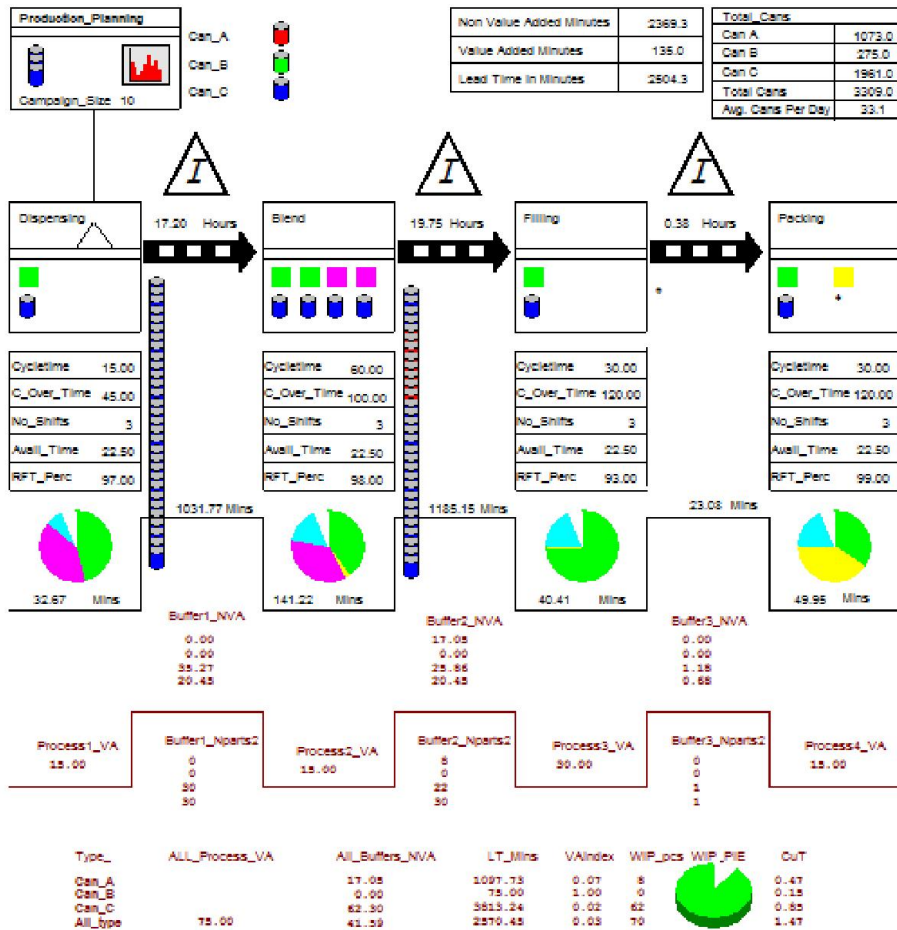 Production_Planning
Campaign_Size 10
Can_A
Can_B
Can_C
Non Value Added Minutes 2369.3
Value Added Minutes 135.0
Lead Time In Minutes 2504.3
Total_Cans
Can A 1073.0
Can B 275.0
Can C 1961.0
Total Cans 3309.0
Avg. Cans Per Day 33.1
I I I
Dispensing 17.20 Hours Blend 19.75 Hours Filling 0.38 Hours Packing
Cycletime 15.00 Cycletime 60.00 Cycletime 30.00 Cycletime 30.00
C_Over_Time 45.00 C_Over_Time 100.00 C_Over_Time 120.00 C_Over_Time 120.00
No_Shifts 3 No_Shifts 3 No_Shifts 3 No_Shifts 3
Avail_Time 22.50 Avail_Time 22.50 Avail_Time 22.50 Avail_Time 22.50
RFT_Perc 97.00 RFT_Perc 98.00 RFT_Perc 93.00 RFT_Perc 99.00
1031.77 Mins 1185.15 Mins 23.08 Mins
32.67 Mins 141.22 Mins 40.41 Mins 49.95 Mins
Buffer1_NVA Buffer2_NVA Buffer3_NVA
0.00 17.05 0.00
0.00 0.00 0.00
35.27 25.86 1.18
20.45 20.45 0.68
Process1_VA Buffer1_Nparts2 Process2_VA Buffer2_Nparts2 Process3_VA Buffer3_Nparts2 Process4_VA
15.00 15.00 30.00 15.00
0 8 0
0 0 0
30 22 1
30 30 1
Type_ ALL_Process_VA All_Buffers_NVA LT_Mins VAIndex WIP_pcs WIP_PIE CuT
Can_A 17.05 1097.73 0.07 8 0.47
Can_B 0.00 75.00 1.00 0 0.15
Can_C 62.30 3813.24 0.02 62 0.85
All_type 75.00 41.59 2570.45 0.03 70 1.47